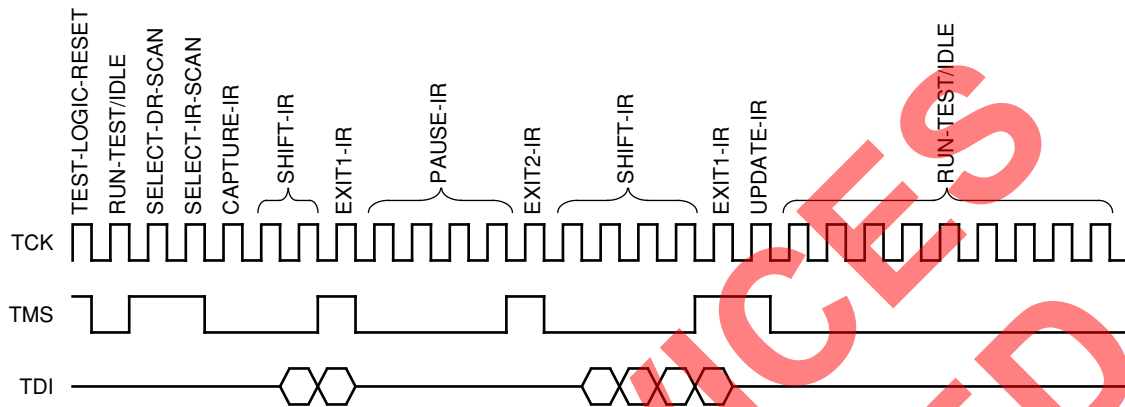 TEST-LOGIC-RESET
RUN-TEST/IDLE
SELECT-DR-SCAN
SELECT-IR-SCAN
CAPTURE-IR
SHIFT-IR
EXIT1-IR
PAUSE-IR
EXIT2-IR
SHIFT-IR
EXIT1-IR
UPDATE-IR
RUN-TEST/IDLE
TCK
TMS
TDI